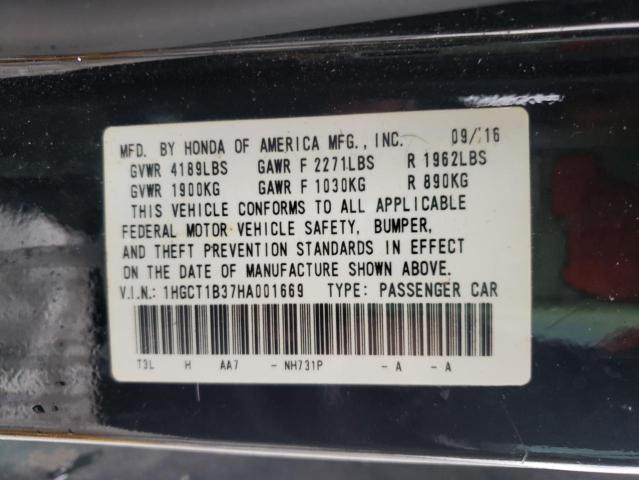 MFD. BY HONDA OF AMERICA MFG., INC. 09/16
GVWR 4189LBS GAWR F 2271LBS R 1962LBS
GVWR 1900KG GAWR F 1030KG R 890KG
THIS VEHICLE CONFORMS TO ALL APPLICABLE
FEDERAL MOTOR VEHICLE SAFETY, BUMPER,
AND THEFT PREVENTION STANDARDS IN EFFECT
ON THE DATE OF MANUFACTURE SHOWN ABOVE.
V.I.N.: 1HGCT1B37HA001669 TYPE: PASSENGER CAR
T3L H AA7 - NH731P - A - A